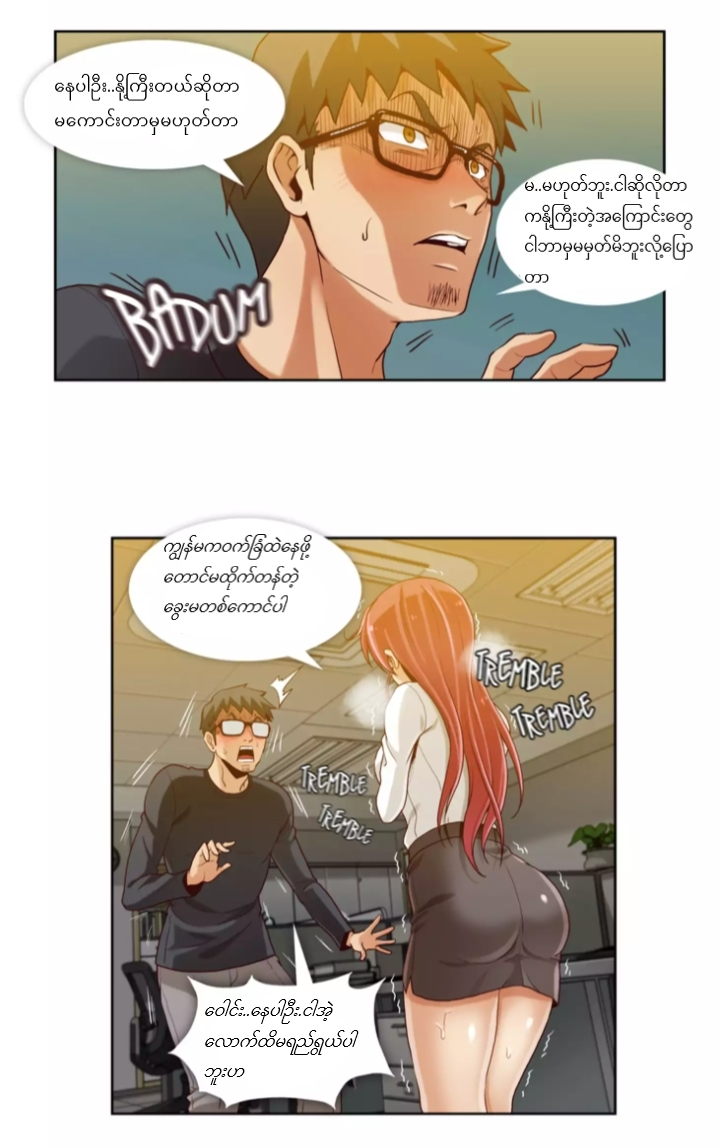 နေပါဦး..နို့ကြီးတယ်ဆိုတာ
မကောင်းတာမှမဟုတ်တာ
မ..မဟုတ်ဘူး.ငါဆိုလိုတာ
ကနို့ကြီးတဲ့အကြောင်းတွေ
ငါဘာမှမမှတ်မိဘူးလို့ပြော
တာ
BADUM
ကျွန်မကဝက်ခြံထဲနေဖို့
တောင်မထိုက်တန်တဲ့
ခွေးမတစ်ကောင်ပါ
TREMBLE
TREMBLE
TREMBLE
TREMBLE
ဝေါင်း..နေပါဦး.ငါအဲ့
လောက်ထိမရည်ရွယ်ပါ
ဘူးဟ